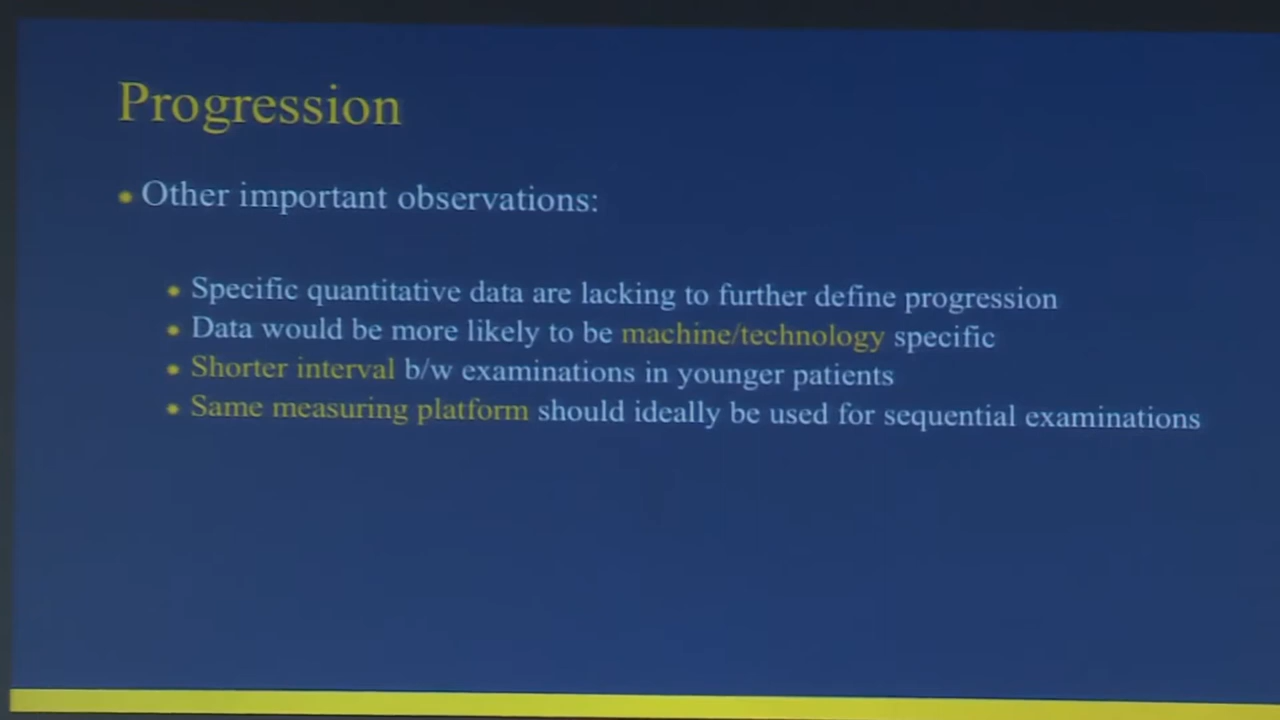 Progression
Other important observations:
Specific quantitative data are lacking to further define progression
Data would be more likely to be machine/technology specific
Shorter interval b/w examinations in younger patients
Same measuring platform should ideally be used for sequential examinations